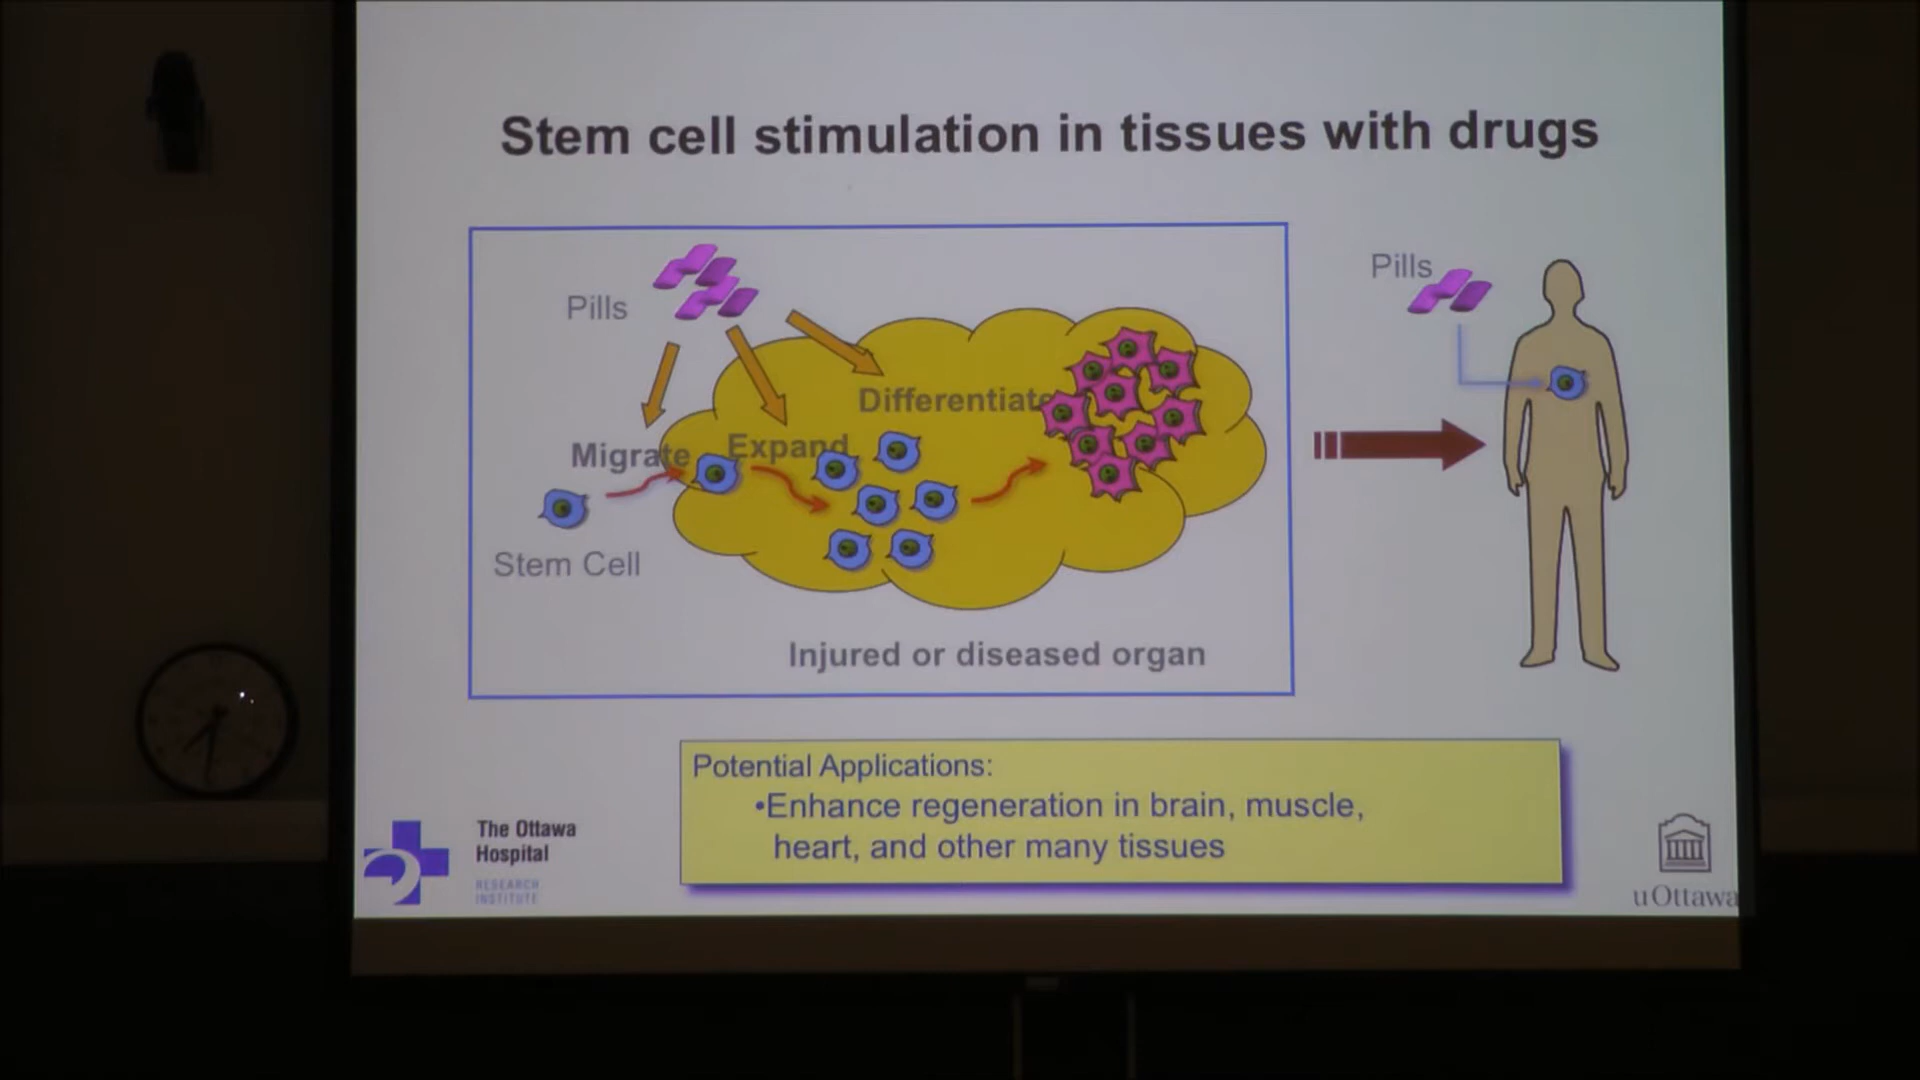 Stem cell stimulation in tissues with drugs
Pills
Pills
Differentiate
Migrate
Expand
Stem Cell
Injured or diseased organ
Potential Applications:
•Enhance regeneration in brain, muscle,
heart, and other many tissues
The Ottawa
Hospital
RESEARCH
INSTITUTE
uOttawa